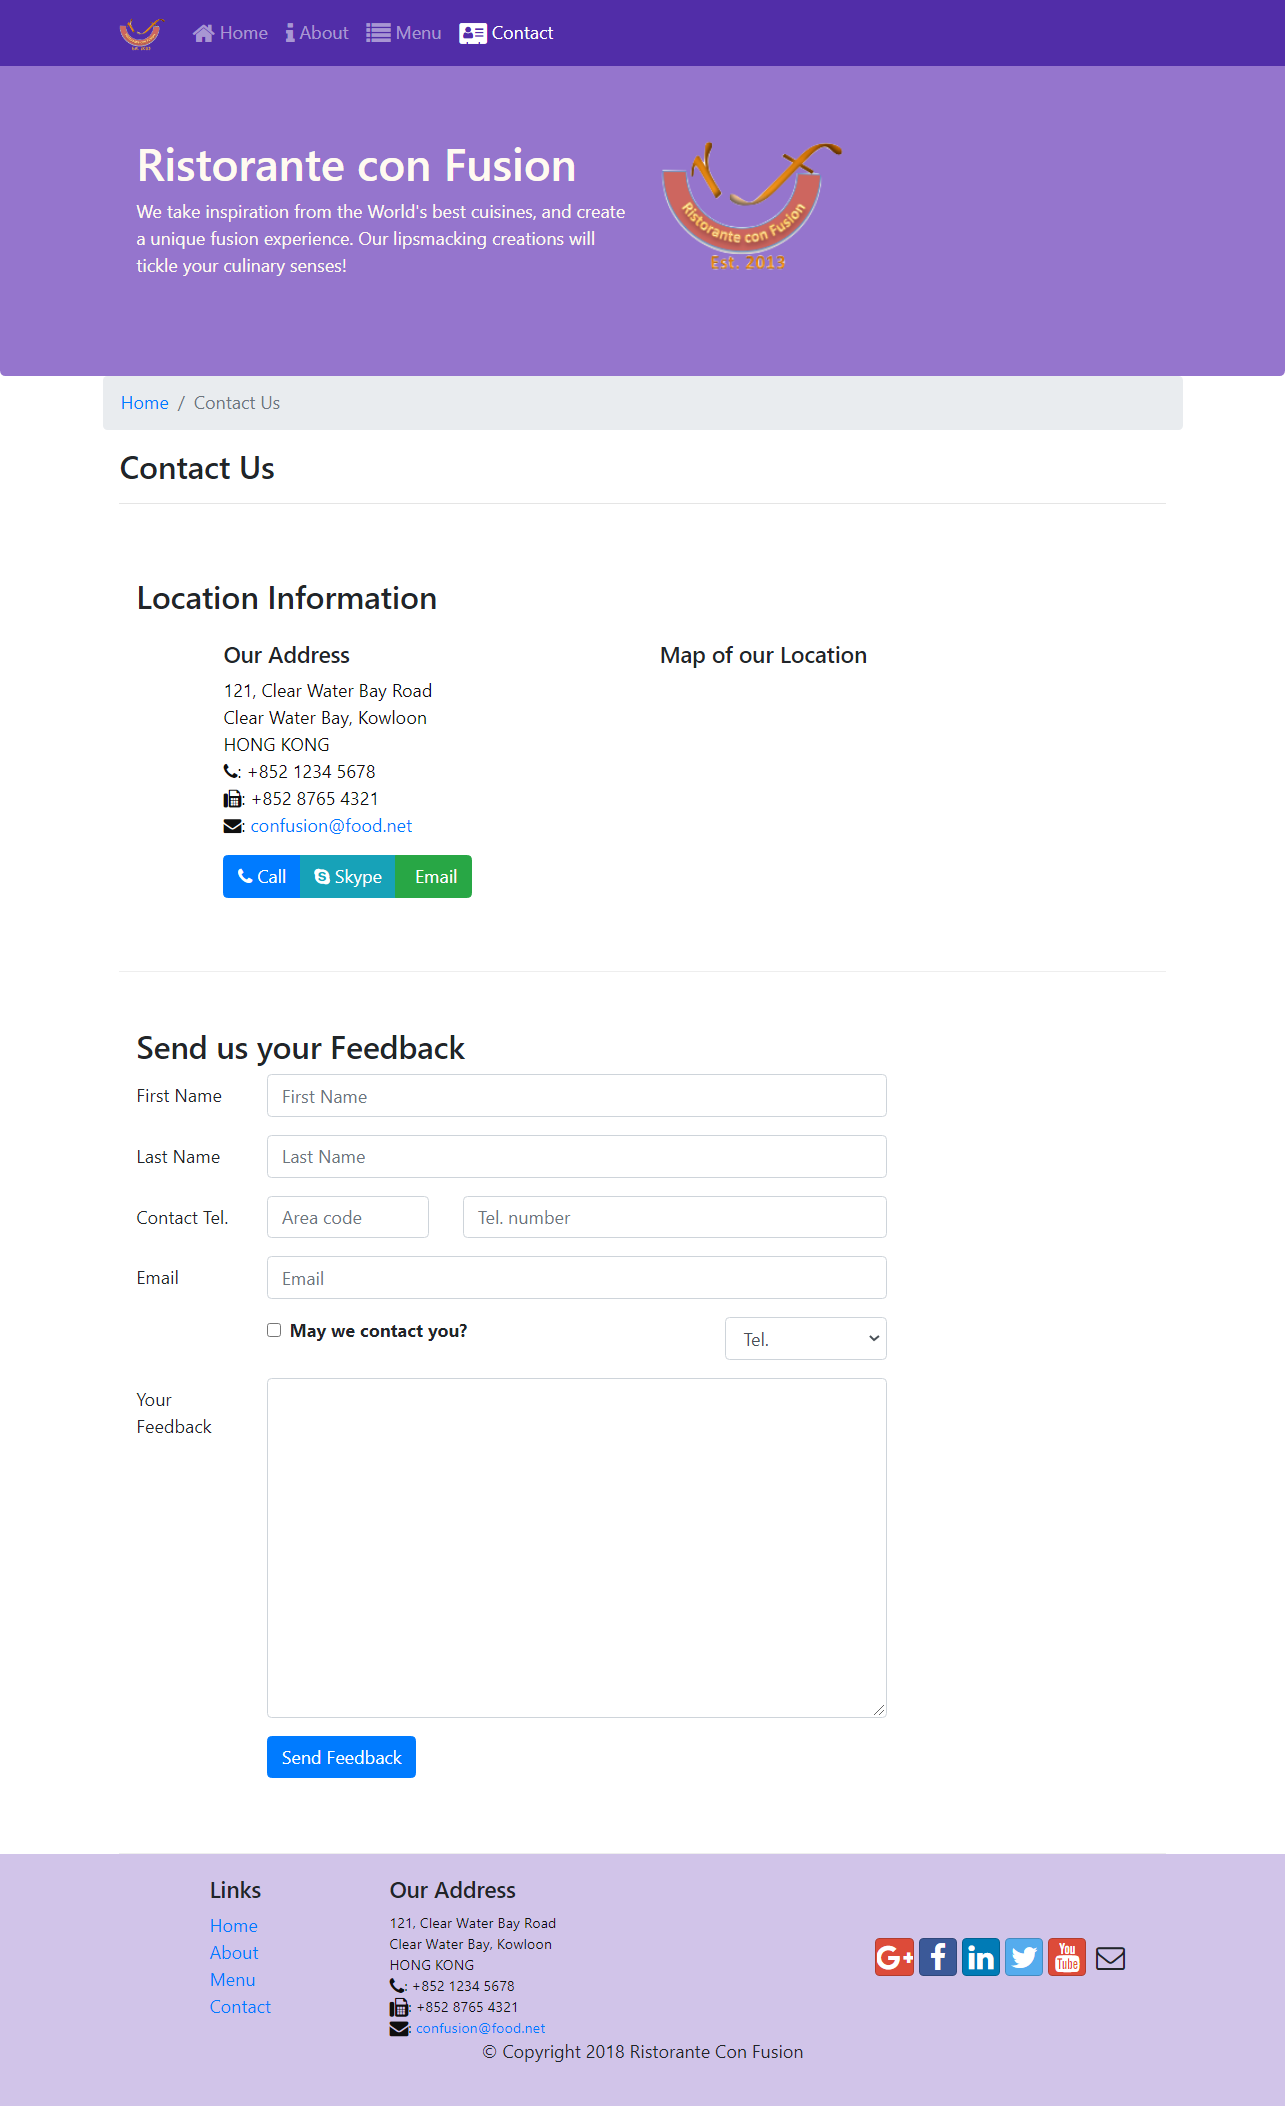 Home About Menu Contact
Ristorante con Fusion
We take inspiration from the World's best cuisines, and create
a unique fusion experience. Our lipsmacking creations will
tickle your culinary senses!
Ristorante con Fusion
Est. 2013
Home / Contact Us
Contact Us
Location Information
Our Address
121, Clear Water Bay Road
Clear Water Bay, Kowloon
HONG KONG
: +852 1234 5678
: +852 8765 4321
: confusion@food.net
Call Skype Email
Map of our Location
Send us your Feedback
First Name First Name
Last Name Last Name
Contact Tel. Area code Tel. number
Email Email
May we contact you? Tel.
Your
Feedback
Send Feedback
Links
Home
About
Menu
Contact
Our Address
121, Clear Water Bay Road
Clear Water Bay, Kowloon
HONG KONG
: +852 1234 5678
: +852 8765 4321
: confusion@food.net
G+ f in You
Tube
© Copyright 2018 Ristorante Con Fusion